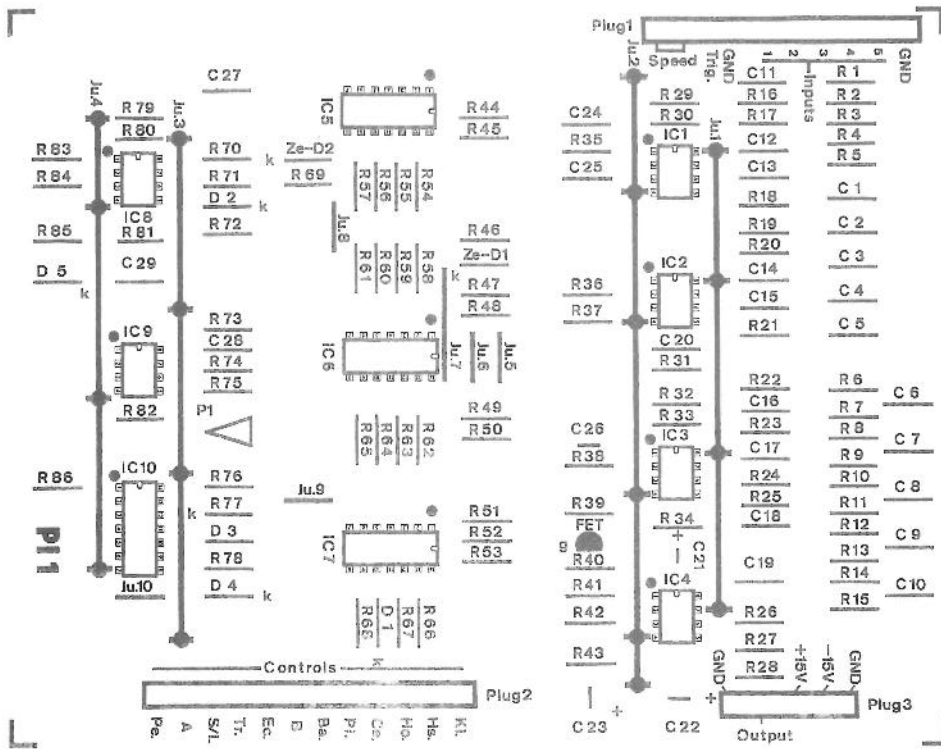 Plug1
Ju.2
Speed
Trig.
GND
1 2 3 4 5
Inputs
GND
C 27
Ju.4
R 79
Ju.3
R 80
IC5
R 44
R 45
C 24
R 29
R 30
Ju.1
C 11
R 16
R 17
R 1
R 2
R 3
R 83
R 84
IC8
R 70
R 71
D 2
k
k
Ze-D2
R 69
R 57
R 56
R 55
R 54
R 35
C 25
IC1
C 12
C 13
R 4
R 5
R 85
R 81
R 72
Ju.8
R 46
Ze-D1
k
R 18
R 19
R 20
C 1
C 2
D 5
k
C 29
R 61
R 60
R 59
R 58
R 47
R 48
R 36
R 37
IC2
C 14
C 15
R 21
C 3
C 4
C 5
IC9
R 73
C 28
R 74
R 75
IC6
Ju.7
Ju.6
Ju.5
C 20
R 31
R 82
P1
R 49
R 50
R 32
R 33
R 22
C 16
R 23
R 6
R 7
R 8
C 6
R 65
R 64
R 63
R 62
C 26
R 38
IC3
C 17
R 9
C 7
R 86
IC10
R 76
R 77
k
D 3
R 78
D 4
k
Ju.9
R 51
R 52
R 53
R 39
FET
g
R 40
R 34
+
C 21
R 24
R 25
C 18
R 10
R 11
R 12
C 8
C 9
PI1
Ju.10
IC7
R 41
R 42
R 43
IC4
C 19
R 13
R 14
R 15
C 10
R 68
D 1
R 67
R 66
k
R 26
R 27
R 28
Controls
Plug2
Pe.
A
S/I.
Tr.
Ec.
B
Ba.
Pi.
Ho.
Hs.
Ki.
C 23
+
C 22
+
GND
+15V
-15V
GND
Plug3
Output